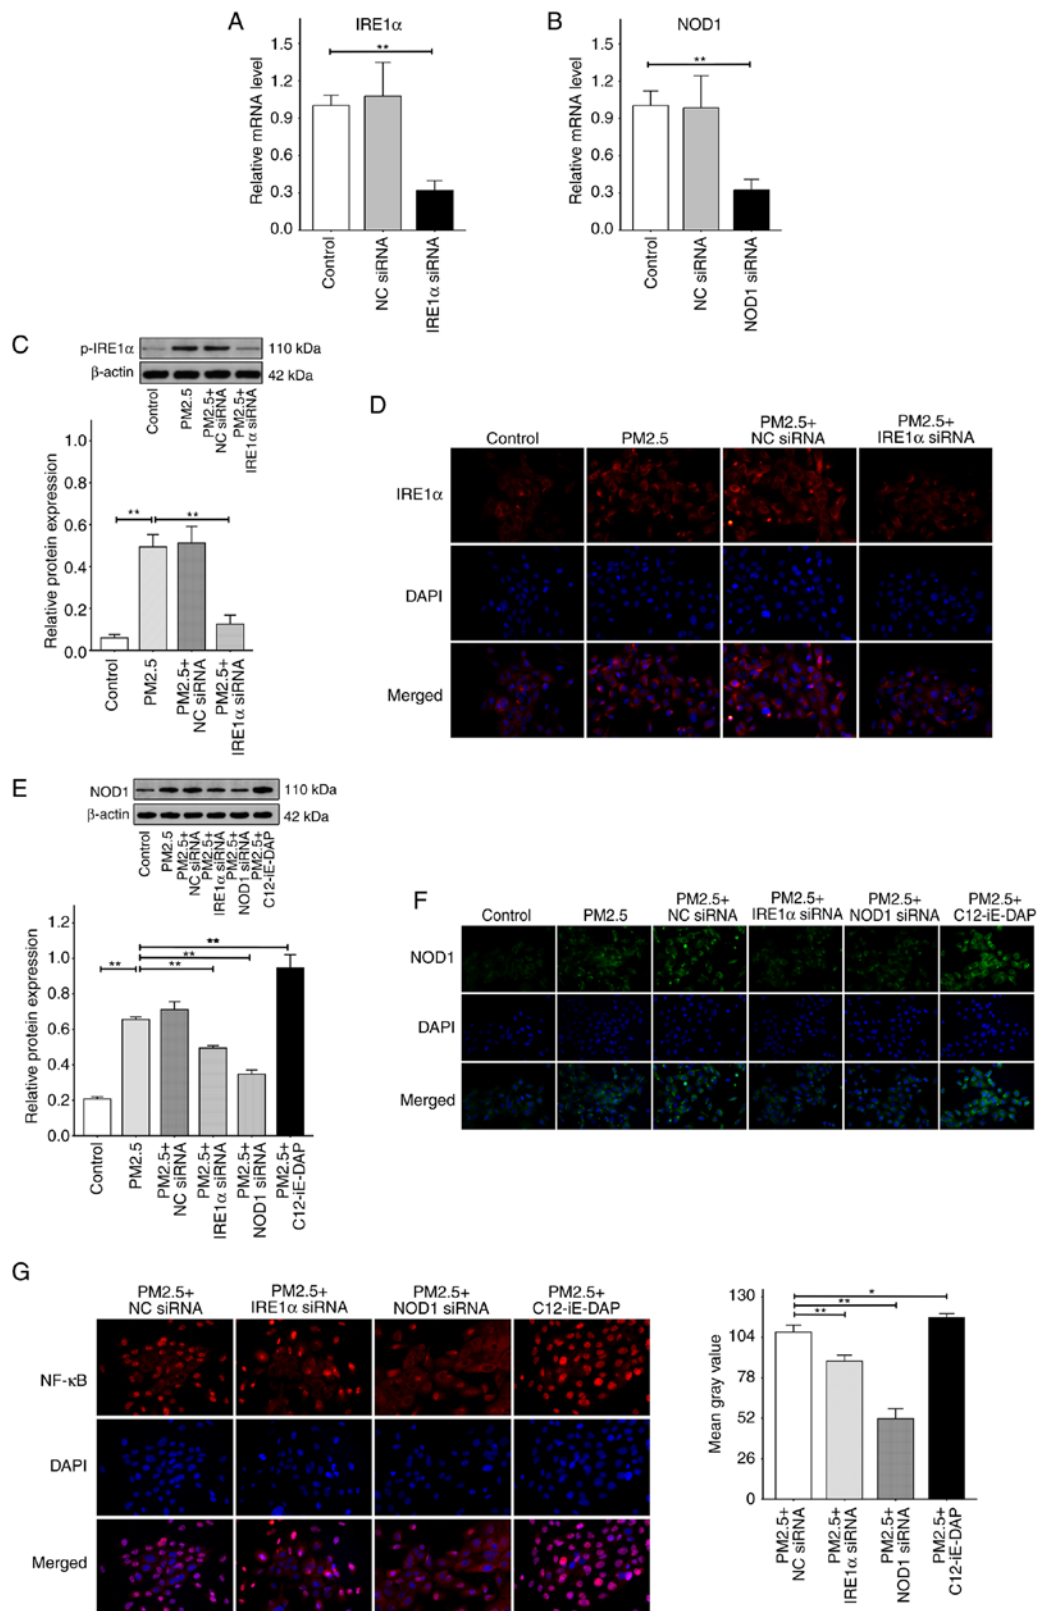 A
IRE1α
Relative mRNA level
1.5
1.2
0.9
0.6
0.3
0.0
**
Control
NC siRNA
IRE1α siRNA
B
NOD1
Relative mRNA level
1.5
1.2
0.9
0.6
0.3
0.0
**
Control
NC siRNA
NOD1 siRNA
C
p-IRE1α
110 kDa
β-actin
42 kDa
Control
PM2.5
PM2.5+
NC siRNA
PM2.5+
IRE1α siRNA
Relative protein expression
1.0
0.8
0.6
0.4
0.2
0.0
**
**
Control
PM2.5
PM2.5+
NC siRNA
PM2.5+
IRE1α siRNA
D
Control
PM2.5
PM2.5+
NC siRNA
PM2.5+
IRE1α siRNA
IRE1α
DAPI
Merged
E
NOD1
110 kDa
β-actin
42 kDa
Control
PM2.5
PM2.5+
NC siRNA
PM2.5+
IRE1α siRNA
PM2.5+
NOD1 siRNA
PM2.5+
C12-iE-DAP
Relative protein expression
1.2
1.0
0.8
0.6
0.4
0.2
0.0
**
**
**
**
Control
PM2.5
PM2.5+
NC siRNA
PM2.5+
IRE1α siRNA
PM2.5+
NOD1 siRNA
PM2.5+
C12-iE-DAP
F
Control
PM2.5
PM2.5+
NC siRNA
PM2.5+
IRE1α siRNA
PM2.5+
NOD1 siRNA
PM2.5+
C12-iE-DAP
NOD1
DAPI
Merged
G
PM2.5+
NC siRNA
PM2.5+
IRE1α siRNA
PM2.5+
NOD1 siRNA
PM2.5+
C12-iE-DAP
NF-κB
DAPI
Merged
Mean gray value
130
104
78
52
26
0
*
**
**
PM2.5+
NC siRNA
PM2.5+
IRE1α siRNA
PM2.5+
NOD1 siRNA
PM2.5+
C12-iE-DAP